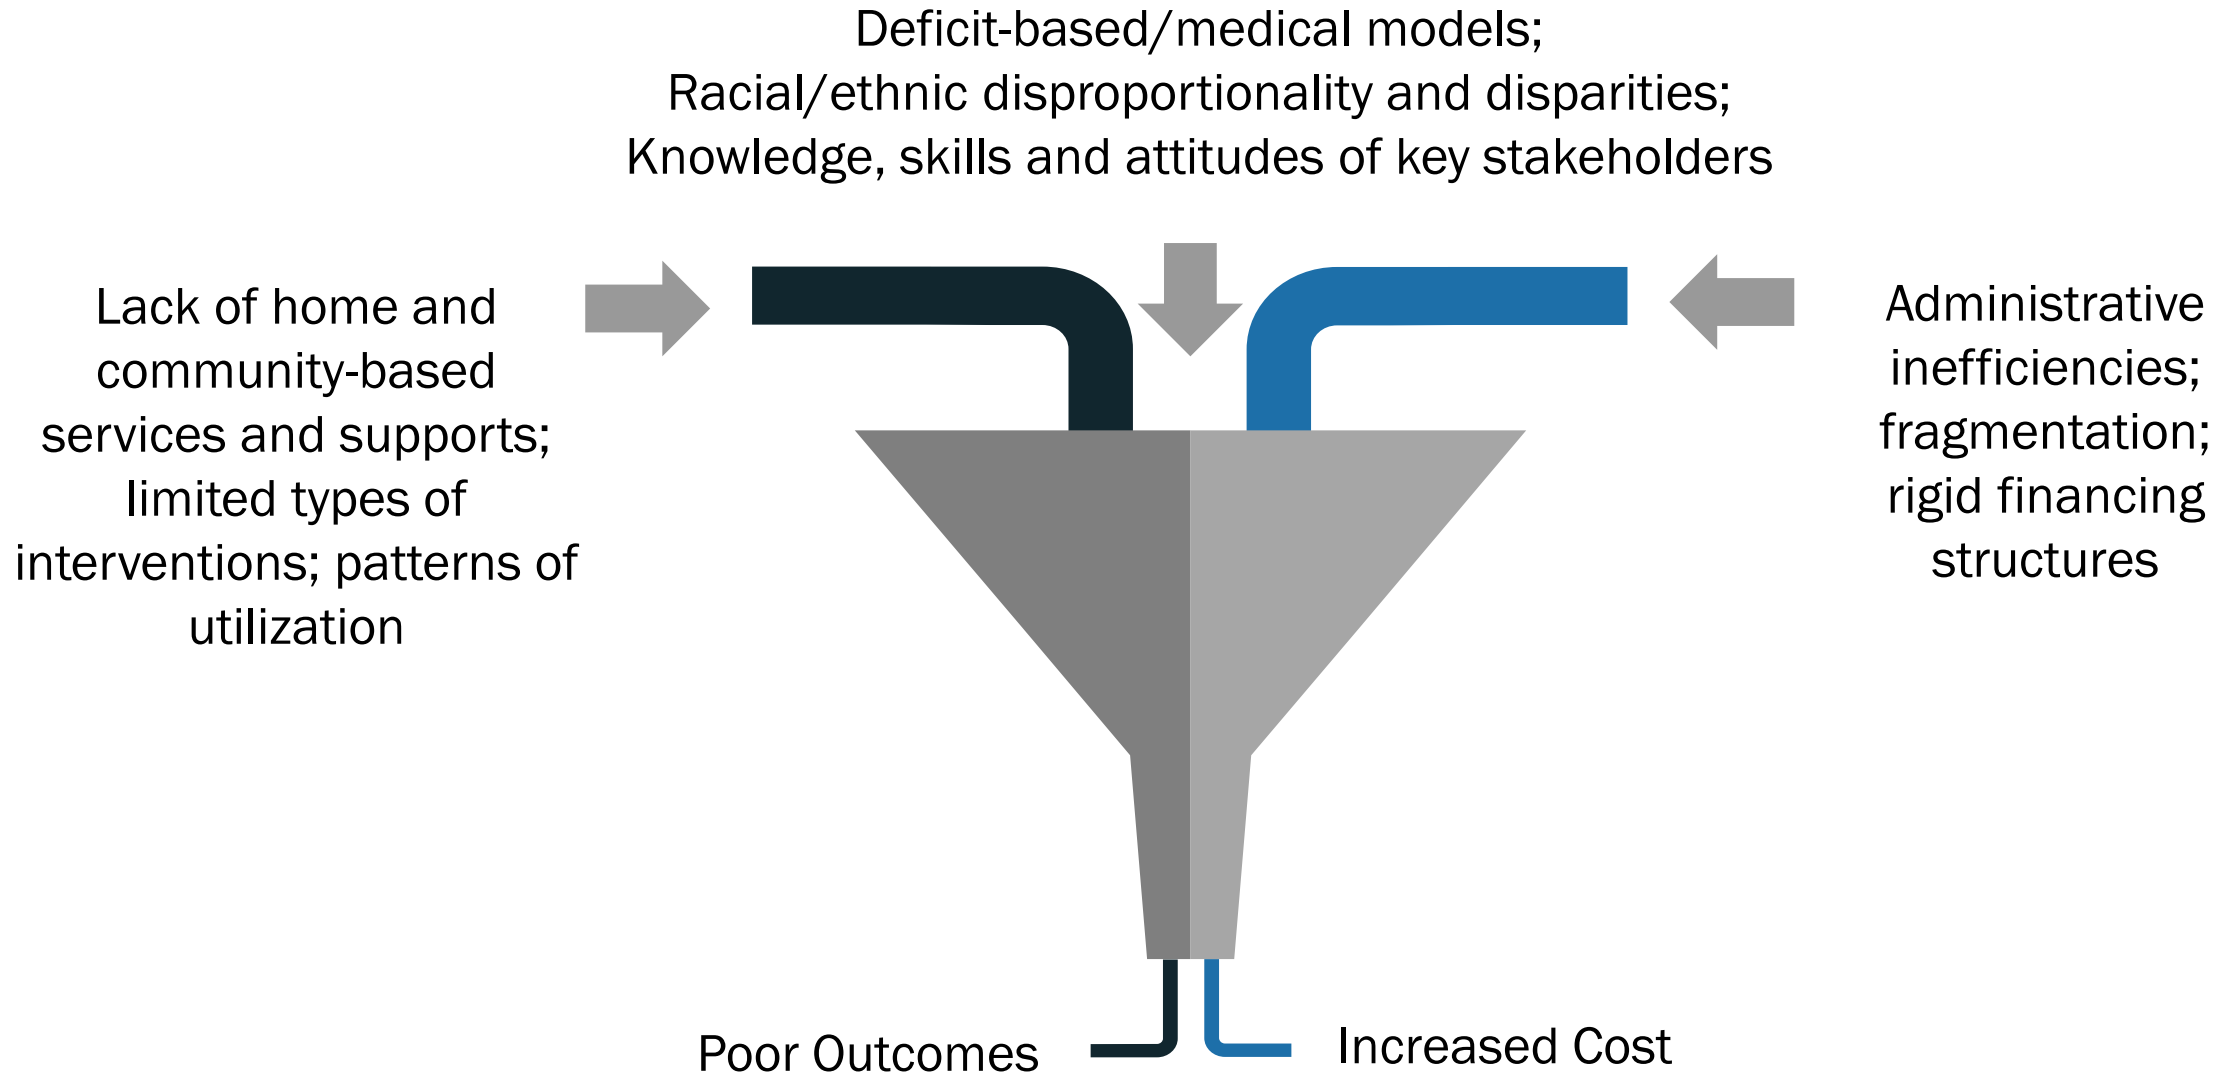 Deficit-based/medical models;
Racial/ethnic disproportionality and disparities;
Knowledge, skills and attitudes of key stakeholders
Lack of home and
community-based
services and supports;
limited types of
interventions; patterns of
utilization
Administrative
inefficiencies;
fragmentation;
rigid financing
structures
Poor Outcomes
Increased Cost